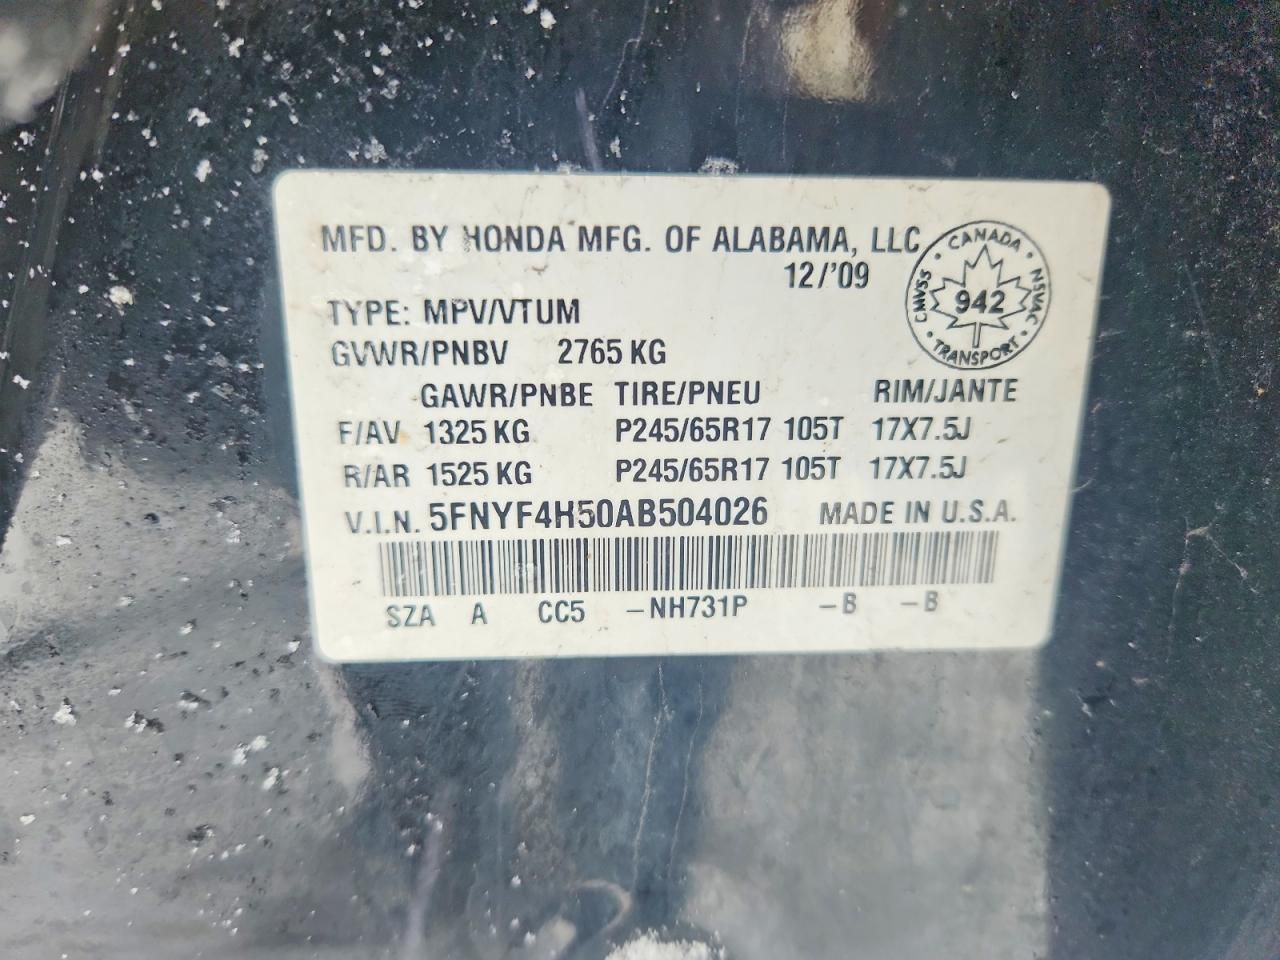 MFD. BY HONDA MFG. OF ALABAMA, LLC
12/'09
CANADA
CMVSS 942 NSVAC
TRANSPORT
TYPE: MPV/VTUM
GVWR/PNBV 2765 KG
GAWR/PNBE TIRE/PNEU RIM/JANTE
F/AV 1325 KG P245/65R17 105T 17X7.5J
R/AR 1525 KG P245/65R17 105T 17X7.5J
V.I.N. 5FNYF4H50AB504026 MADE IN U.S.A.
SZA A CC5 –NH731P –B –B